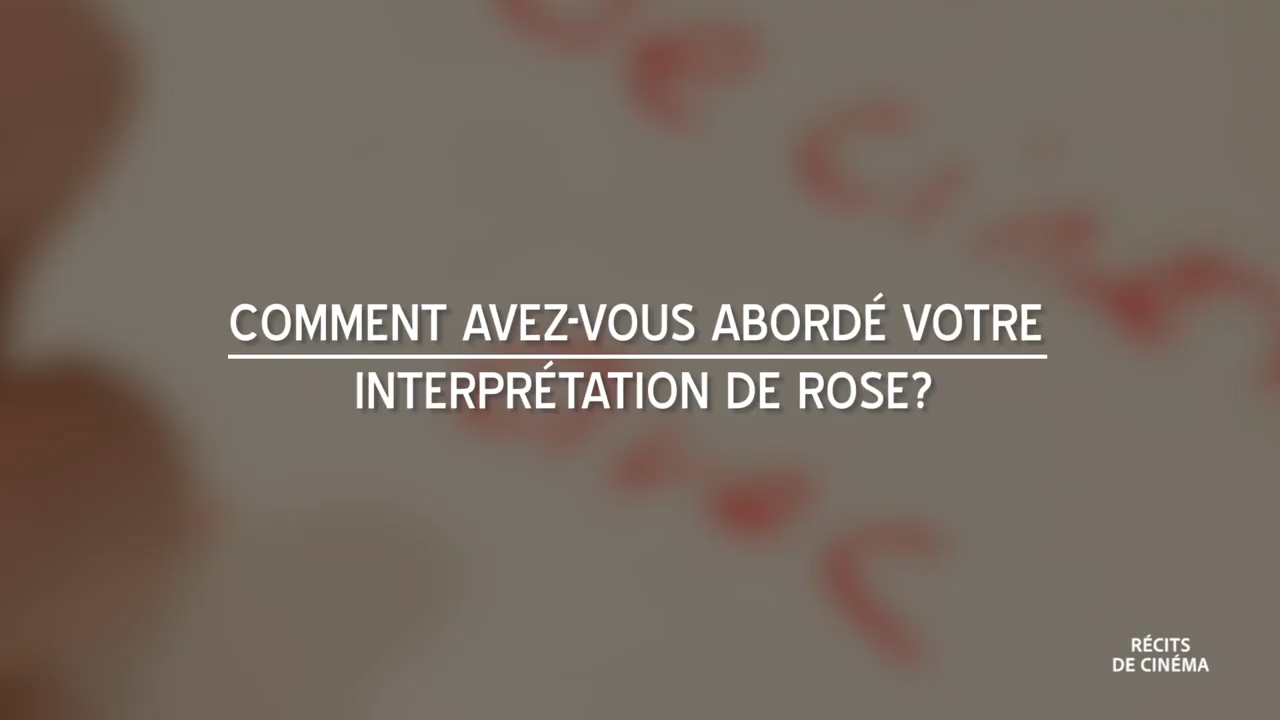 COMMENT AVEZ-VOUS ABORDÉ VOTRE
INTERPRÉTATION DE ROSE?
RÉCITS
DE CINÉMA